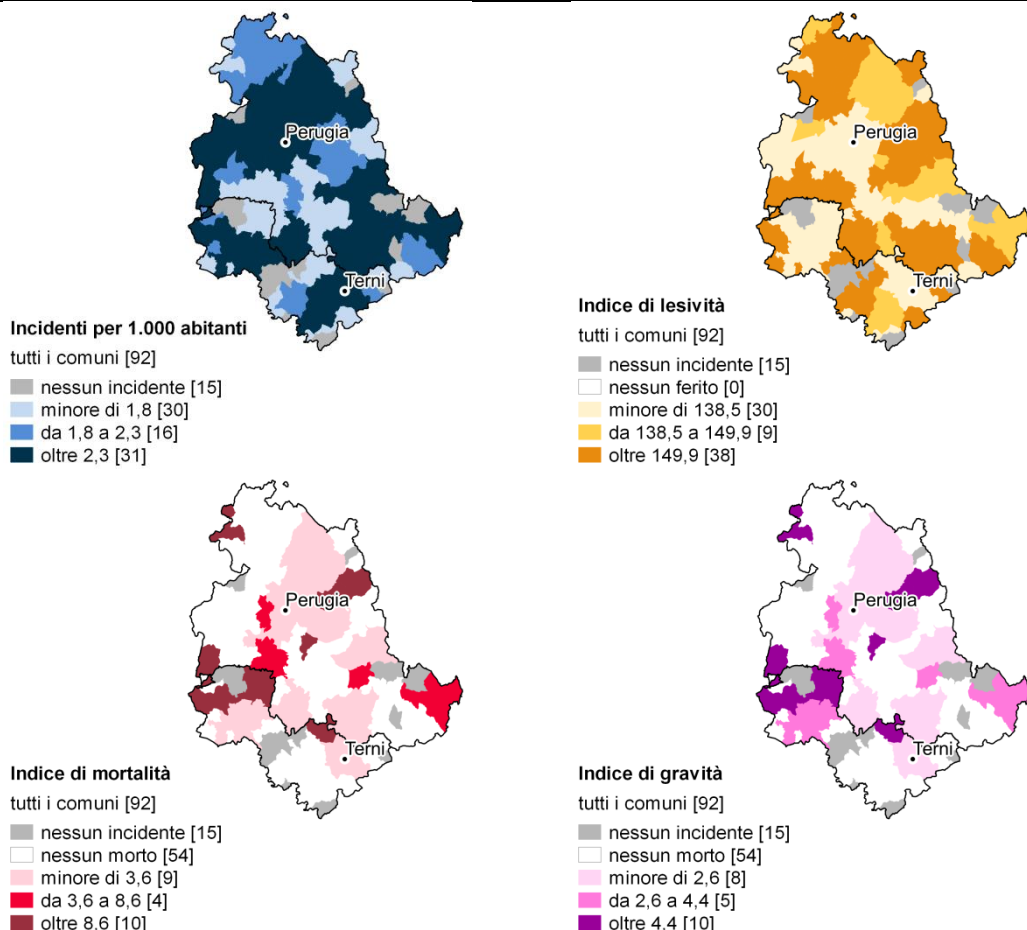 Perugia
Terni
Incidenti per 1.000 abitanti
tutti i comuni [92]
nessun incidente [15]
minore di 1,8 [30]
da 1,8 a 2,3 [16]
oltre 2,3 [31]
Perugia
Terni
Indice di lesività
tutti i comuni [92]
nessun incidente [15]
nessun ferito [0]
minore di 138,5 [30]
da 138,5 a 149,9 [9]
oltre 149,9 [38]
Perugia
Terni
Indice di mortalità
tutti i comuni [92]
nessun incidente [15]
nessun morto [54]
minore di 3,6 [9]
da 3,6 a 8,6 [4]
oltre 8,6 [10]
Perugia
Terni
Indice di gravità
tutti i comuni [92]
nessun incidente [15]
nessun morto [54]
minore di 2,6 [8]
da 2,6 a 4,4 [5]
oltre 4,4 [10]